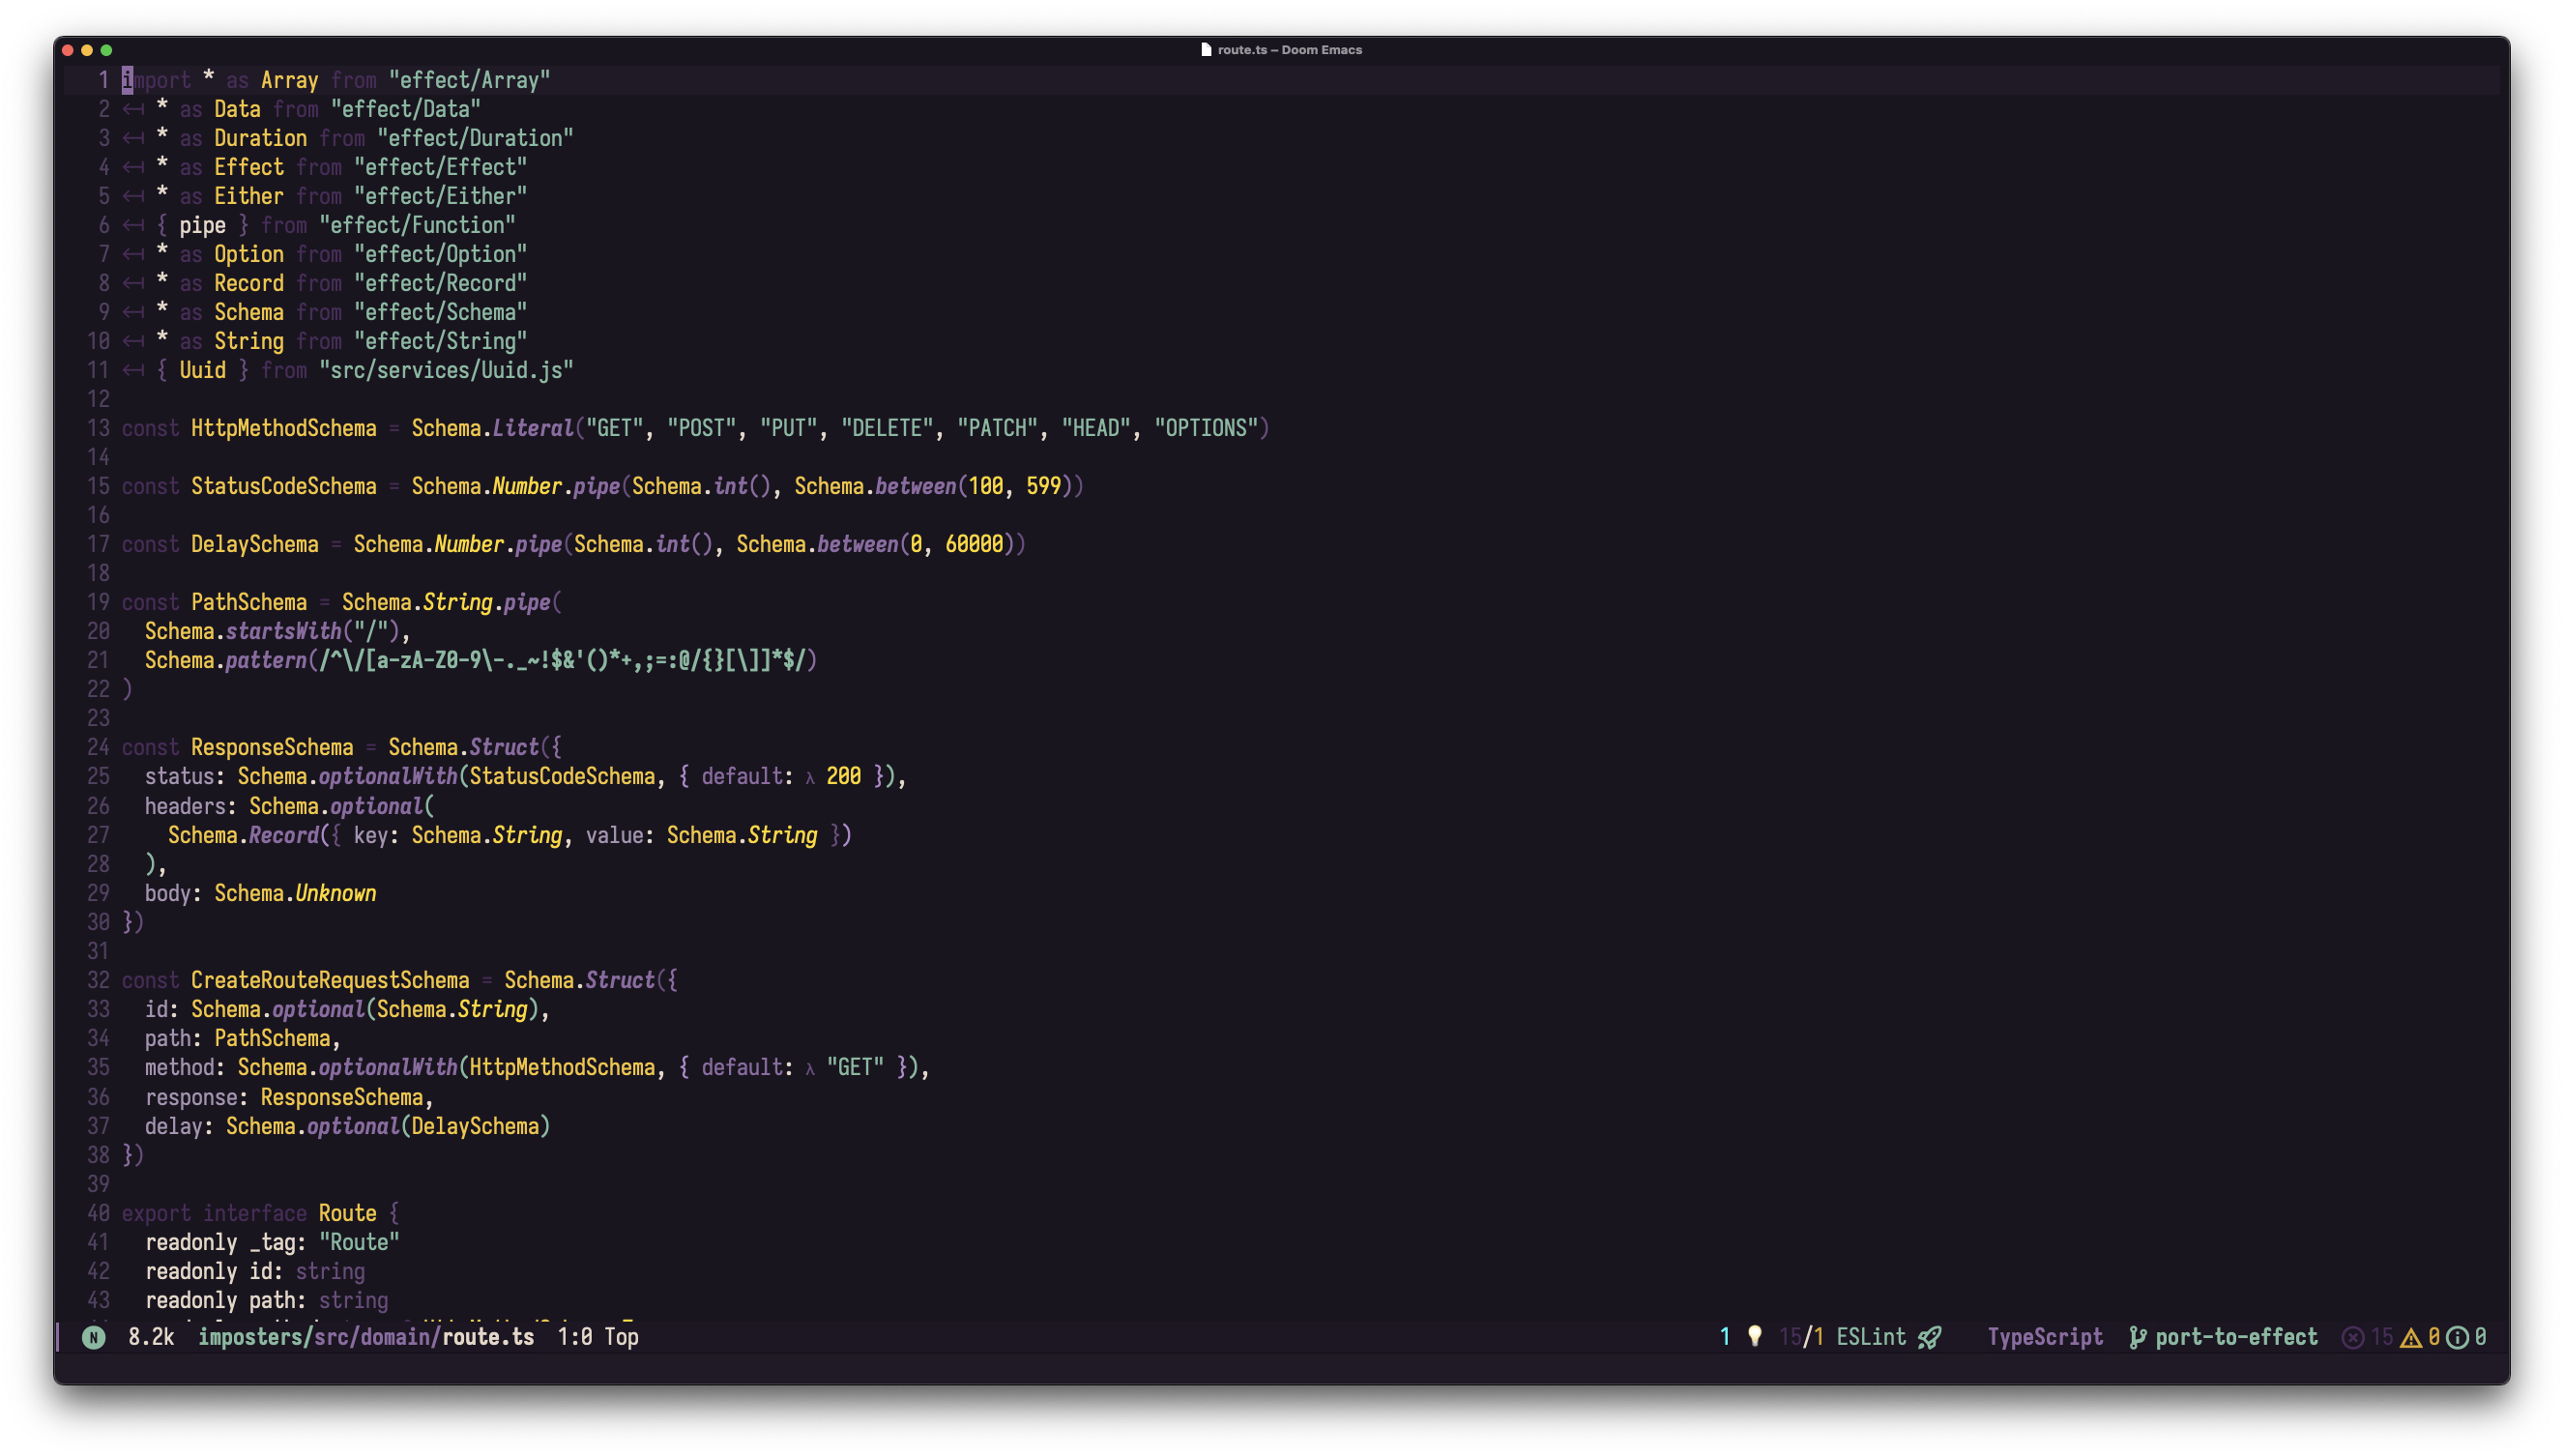 route.ts – Doom Emacs
1 import * as Array from "effect/Array"
2 ↤ * as Data from "effect/Data"
3 ↤ * as Duration from "effect/Duration"
4 ↤ * as Effect from "effect/Effect"
5 ↤ * as Either from "effect/Either"
6 ↤ { pipe } from "effect/Function"
7 ↤ * as Option from "effect/Option"
8 ↤ * as Record from "effect/Record"
9 ↤ * as Schema from "effect/Schema"
10 ↤ * as String from "effect/String"
11 ↤ { Uuid } from "src/services/Uuid.js"
12
13 const HttpMethodSchema = Schema.Literal("GET", "POST", "PUT", "DELETE", "PATCH", "HEAD", "OPTIONS")
14
15 const StatusCodeSchema = Schema.Number.pipe(Schema.int(), Schema.between(100, 599))
16
17 const DelaySchema = Schema.Number.pipe(Schema.int(), Schema.between(0, 60000))
18
19 const PathSchema = Schema.String.pipe(
20   Schema.startsWith("/"),
21   Schema.pattern(/^\/[a-zA-Z0-9\-._~!$&'()*+,;=:@/{}[\]]*$/)
22 )
23
24 const ResponseSchema = Schema.Struct({
25   status: Schema.optionalWith(StatusCodeSchema, { default: λ 200 }),
26   headers: Schema.optional(
27     Schema.Record({ key: Schema.String, value: Schema.String })
28   ),
29   body: Schema.Unknown
30 })
31
32 const CreateRouteRequestSchema = Schema.Struct({
33   id: Schema.optional(Schema.String),
34   path: PathSchema,
35   method: Schema.optionalWith(HttpMethodSchema, { default: λ "GET" }),
36   response: ResponseSchema,
37   delay: Schema.optional(DelaySchema)
38 })
39
40 export interface Route {
41   readonly _tag: "Route"
42   readonly id: string
43   readonly path: string
N 8.2k imposters/src/domain/route.ts 1:0 Top 1 15/1 ESLint TypeScript port-to-effect 15 0 0